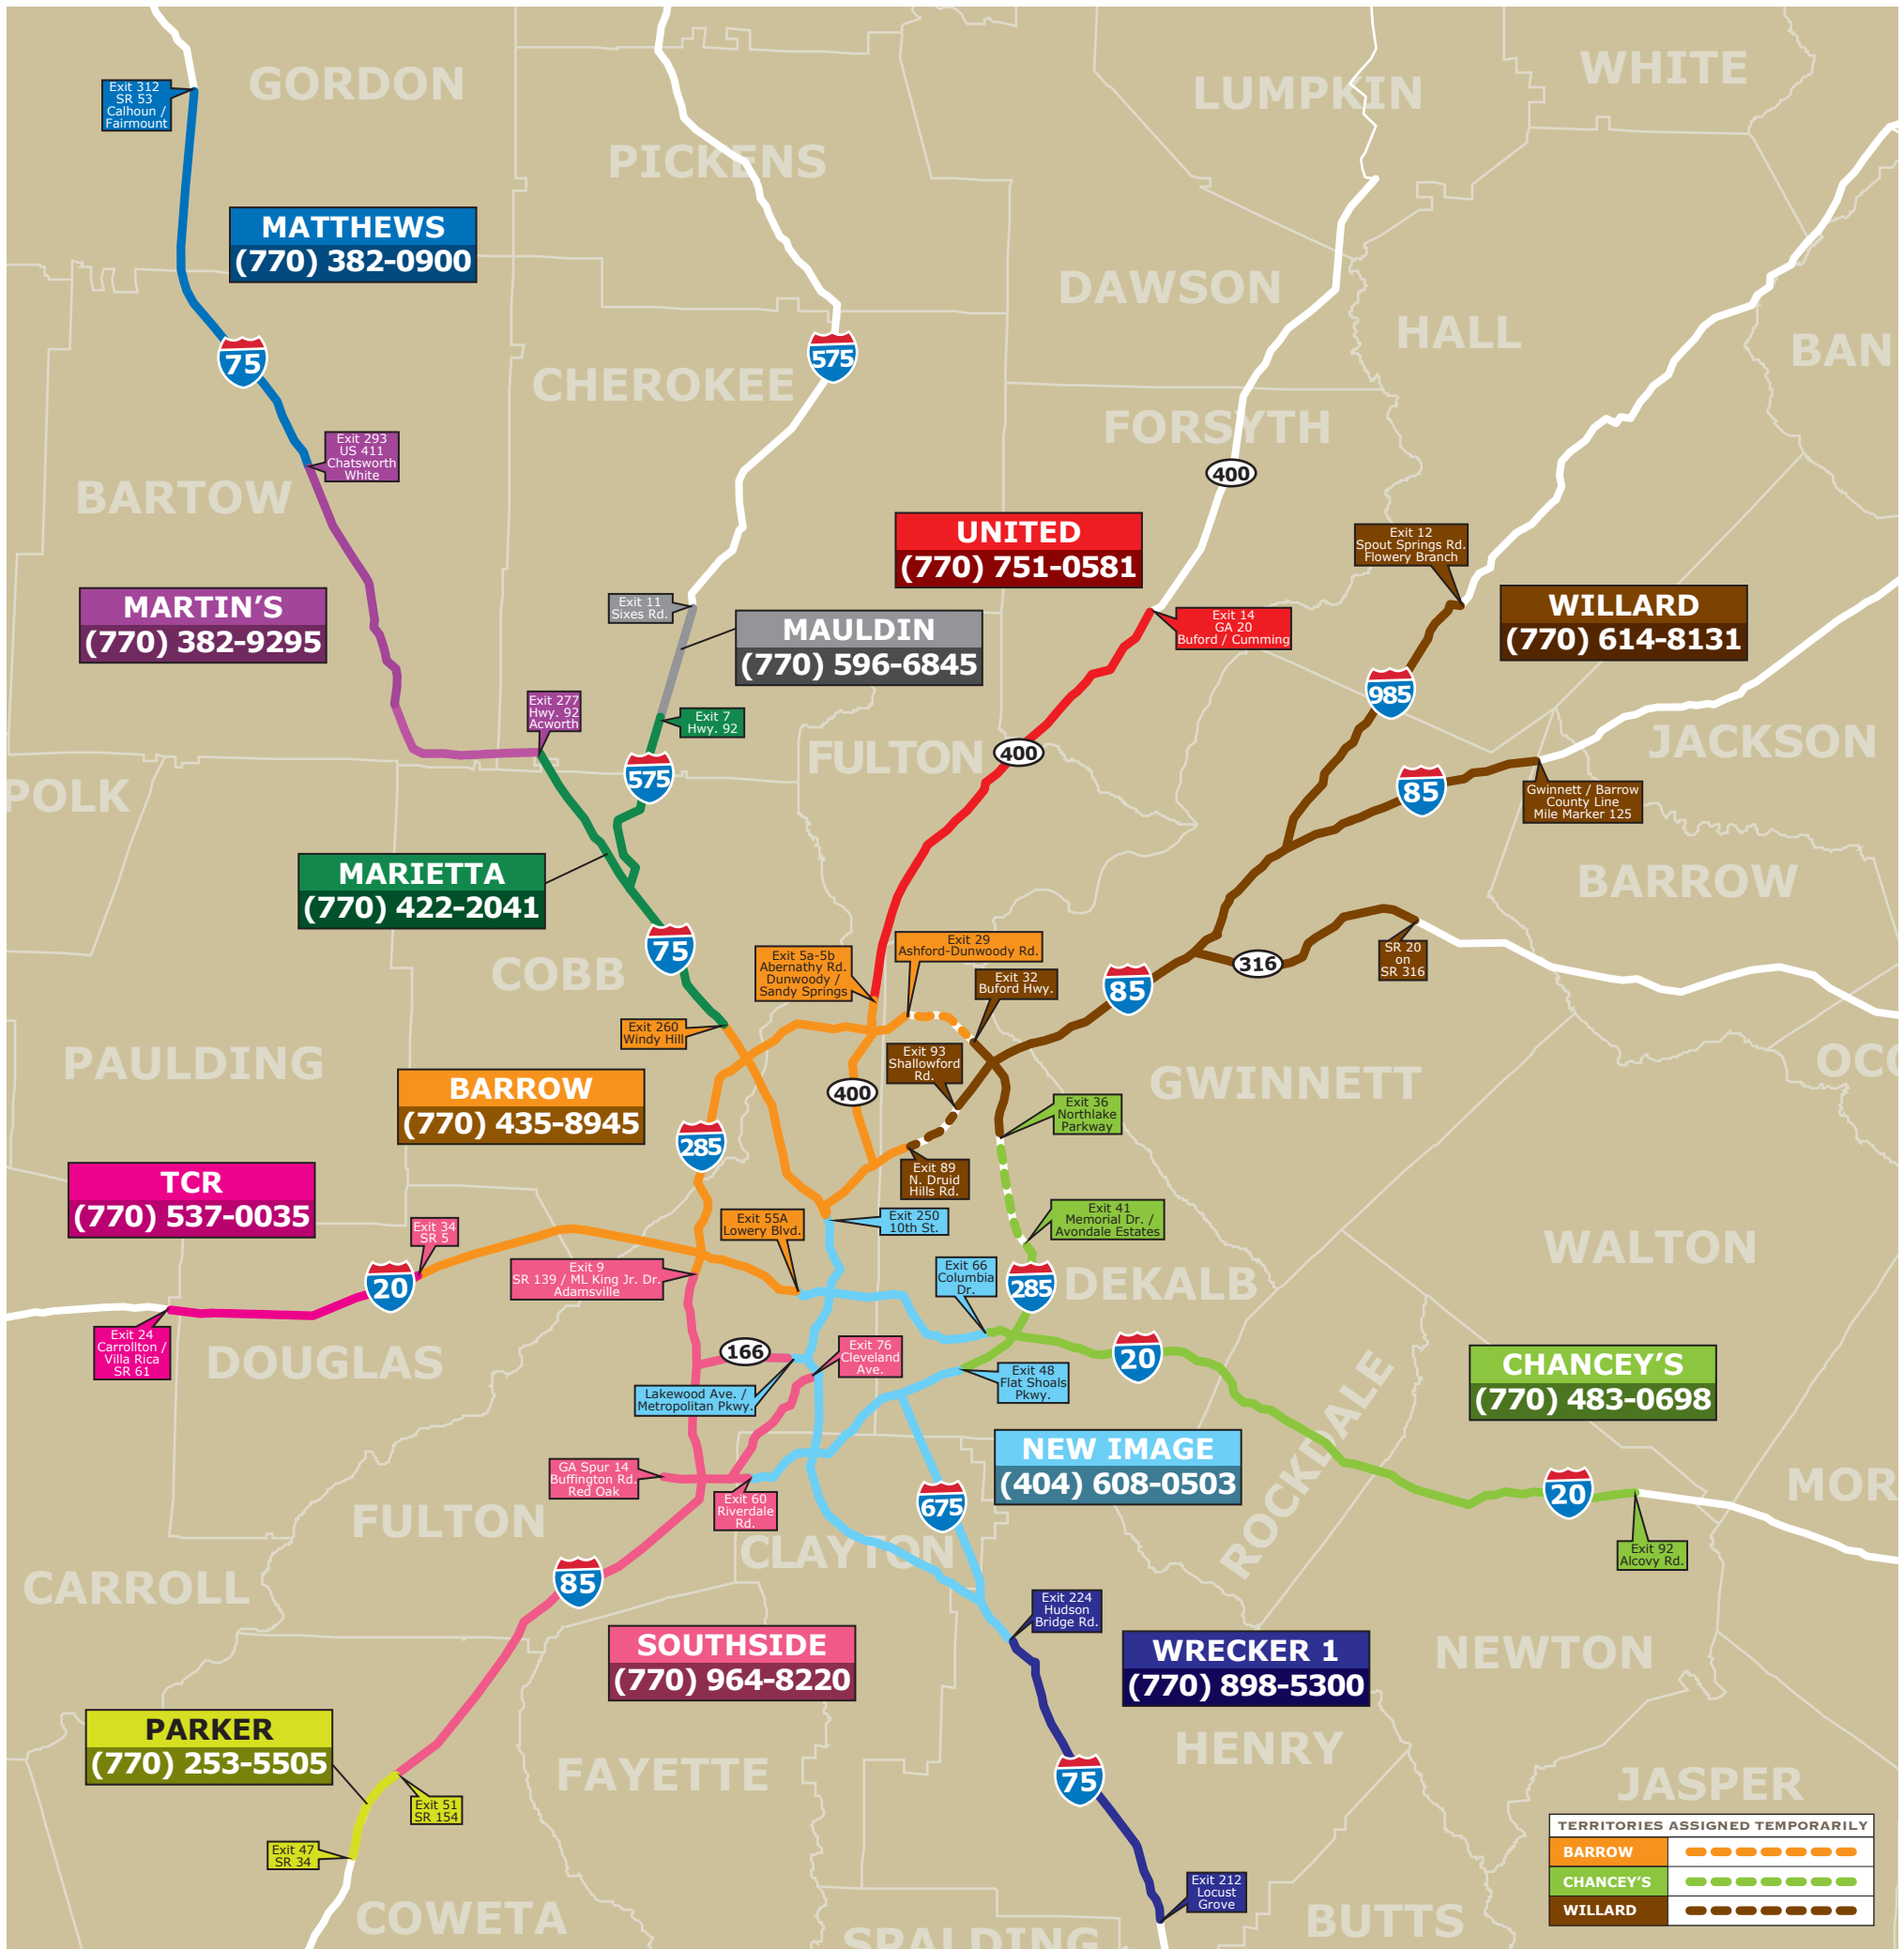 GORDON
LUMPKIN
WHITE
Exit 312
SR 53
Calhoun /
Fairmount
PICKENS
MATTHEWS
(770) 382-0900
DAWSON
HALL
BAN
75
575
CHEROKEE
FORSYTH
Exit 293
US 411
Chatsworth
White
400
BARTOW
UNITED
(770) 751-0581
Exit 12
Spout Springs Rd.
Flowery Branch
MARTIN'S
(770) 382-9295
Exit 11
Sixes Rd.
MAULDIN
(770) 596-6845
Exit 14
GA 20
Buford / Cumming
WILLARD
(770) 614-8131
985
Exit 277
Hwy. 92
Acworth
Exit 7
Hwy. 92
FULTON
400
JACKSON
POLK
575
85
Gwinnett / Barrow
County Line
Mile Marker 125
MARIETTA
(770) 422-2041
BARROW
75
COBB
Exit 5a-5b
Abernathy Rd.
Dunwoody /
Sandy Springs
Exit 29
Ashford-Dunwoody Rd.
Exit 32
Buford Hwy.
85
316
SR 20
on
SR 316
Exit 260
Windy Hill
PAULDING
Exit 93
Shallowford
Rd.
OCC
BARROW
(770) 435-8945
400
GWINNETT
Exit 36
Northlake
Parkway
285
TCR
(770) 537-0035
Exit 89
N. Druid
Hills Rd.
Exit 34
SR 5
Exit 55A
Lowery Blvd.
Exit 250
10th St.
Exit 41
Memorial Dr. /
Avondale Estates
WALTON
20
Exit 9
SR 139 / ML King Jr. Dr.
Adamsville
Exit 66
Columbia
Dr.
285
DEKALB
Exit 24
Carrollton /
Villa Rica
SR 61
DOUGLAS
166
Exit 76
Cleveland
Ave.
20
Lakewood Ave. /
Metropolitan Pkwy.
Exit 48
Flat Shoals
Pkwy.
CHANCEY'S
(770) 483-0698
ROCKDALE
NEW IMAGE
(404) 608-0503
GA Spur 14
Buffington Rd.
Red Oak
Exit 60
Riverdale
Rd.
675
20
MOR
FULTON
CLAYTON
Exit 92
Alcovy Rd.
CARROLL
85
Exit 224
Hudson
Bridge Rd.
SOUTHSIDE
(770) 964-8220
WRECKER 1
(770) 898-5300
NEWTON
PARKER
(770) 253-5505
HENRY
FAYETTE
75
JASPER
Exit 51
SR 154
Exit 47
SR 34
TERRITORIES ASSIGNED TEMPORARILY
BARROW
CHANCEY'S
WILLARD
Exit 212
Locust
Grove
COWETA
SPALDING
BUTTS